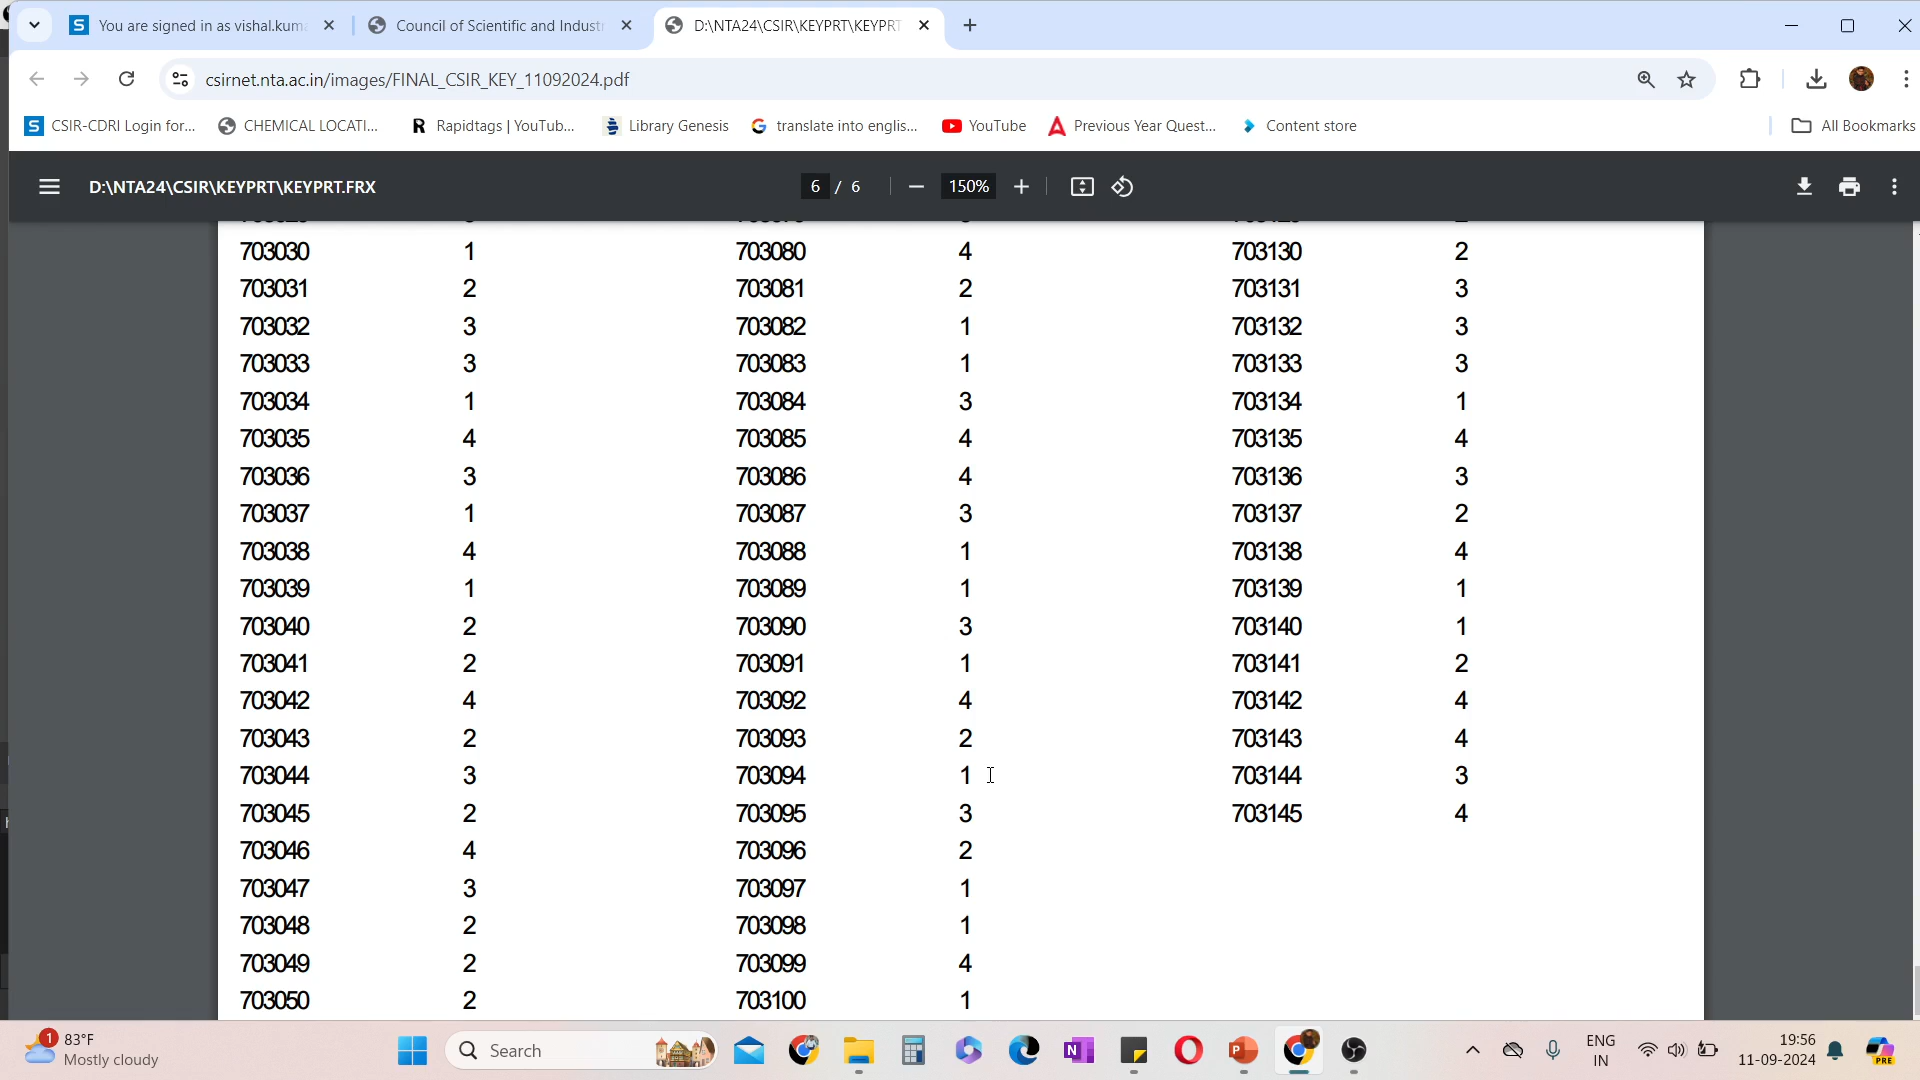 You are signed in as vishal.kuma
Council of Scientific and Industr
D:\NTA24\CSIR\KEYPRT\KEYPRT
csirnet.nta.ac.in/images/FINAL_CSIR_KEY_11092024.pdf
CSIR-CDRI Login for... CHEMICAL LOCATI... Rapidtags | YouTub... Library Genesis translate into englis... YouTube Previous Year Quest... Content store All Bookmarks
D:\NTA24\CSIR\KEYPRT\KEYPRT.FRX 6 / 6 150%
703030 1 703080 4 703130 2
703031 2 703081 2 703131 3
703032 3 703082 1 703132 3
703033 3 703083 1 703133 3
703034 1 703084 3 703134 1
703035 4 703085 4 703135 4
703036 3 703086 4 703136 3
703037 1 703087 3 703137 2
703038 4 703088 1 703138 4
703039 1 703089 1 703139 1
703040 2 703090 3 703140 1
703041 2 703091 1 703141 2
703042 4 703092 4 703142 4
703043 2 703093 2 703143 4
703044 3 703094 1 703144 3
703045 2 703095 3 703145 4
703046 4 703096 2
703047 3 703097 1
703048 2 703098 1
703049 2 703099 4
703050 2 703100 1
1 83°F
Mostly cloudy
Search
ENG
IN
19:56
11-09-2024
PRE